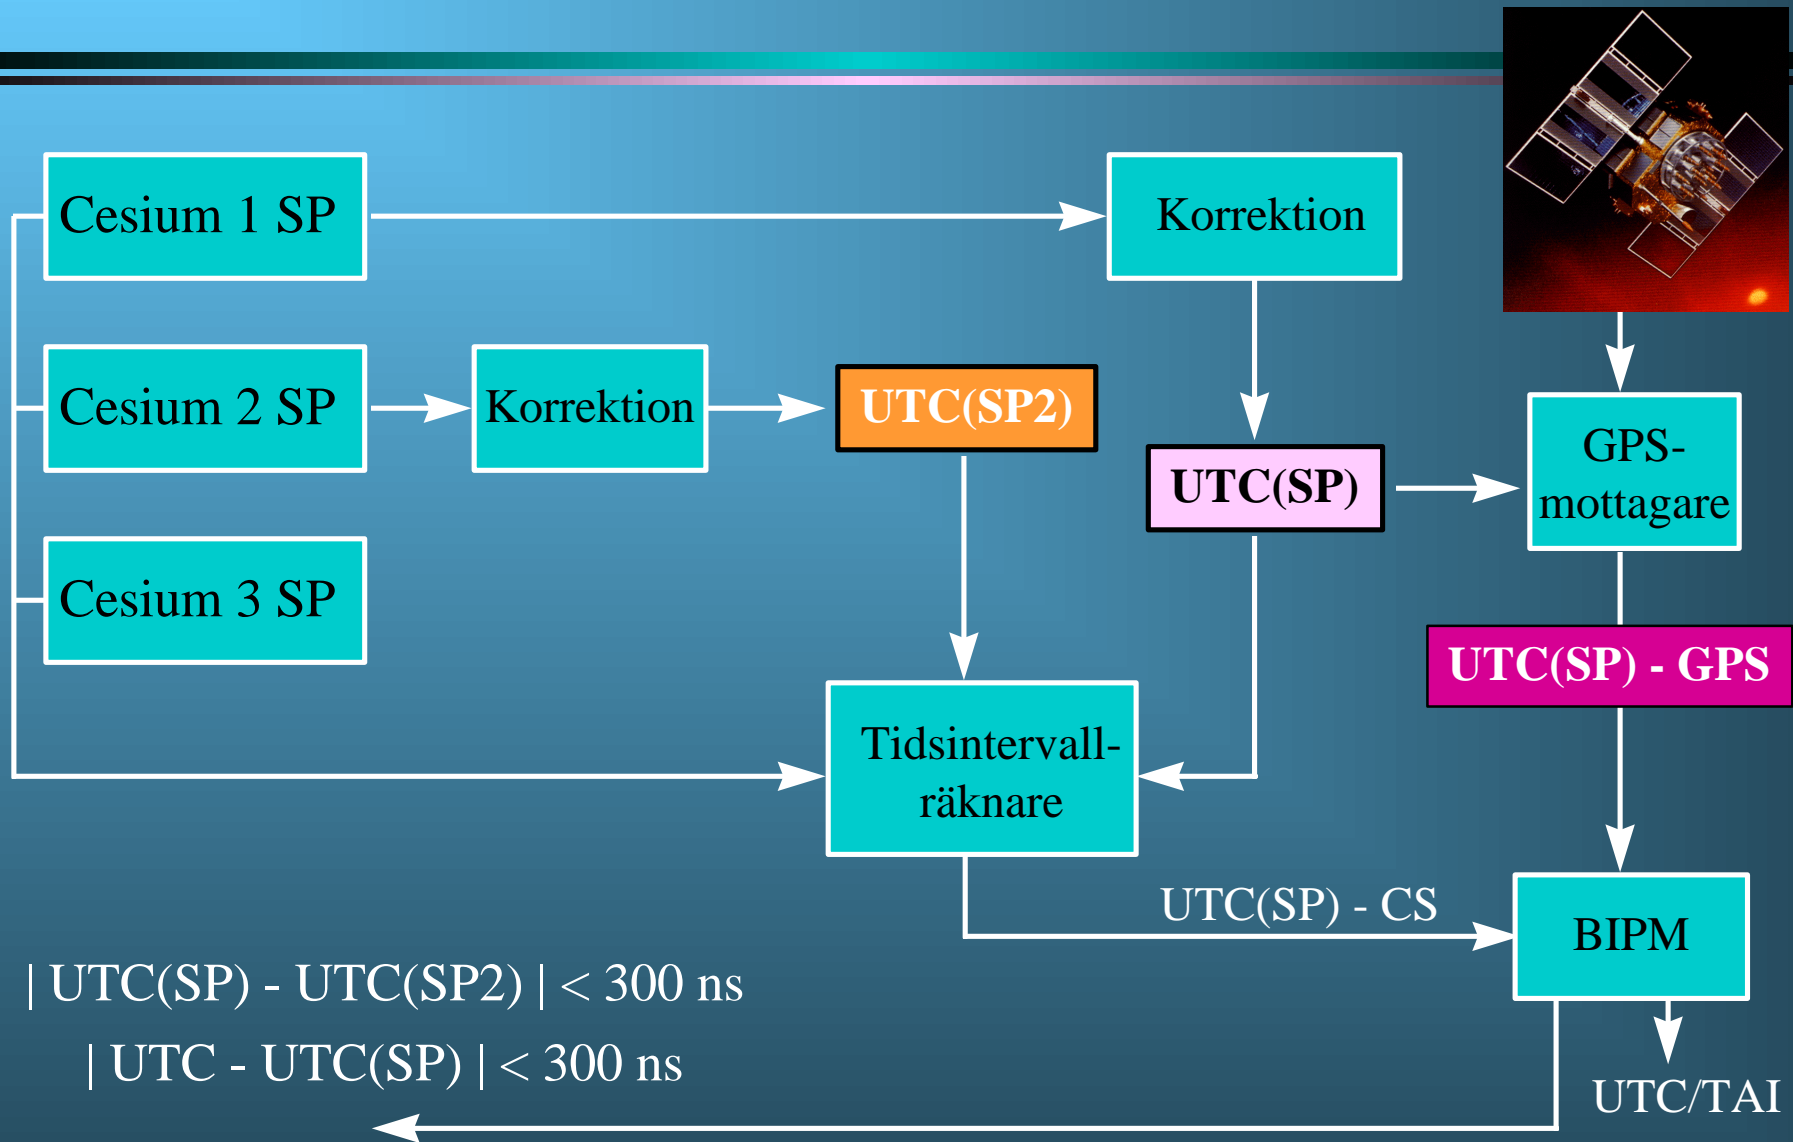 Cesium 1 SP
Korrektion
Cesium 2 SP
Korrektion
UTC(SP2)
UTC(SP)
GPS-
mottagare
Cesium 3 SP
UTC(SP) - GPS
Tidsintervall-
räknare
UTC(SP) - CS
BIPM
| UTC(SP) - UTC(SP2) | < 300 ns
| UTC - UTC(SP) | < 300 ns
UTC/TAI